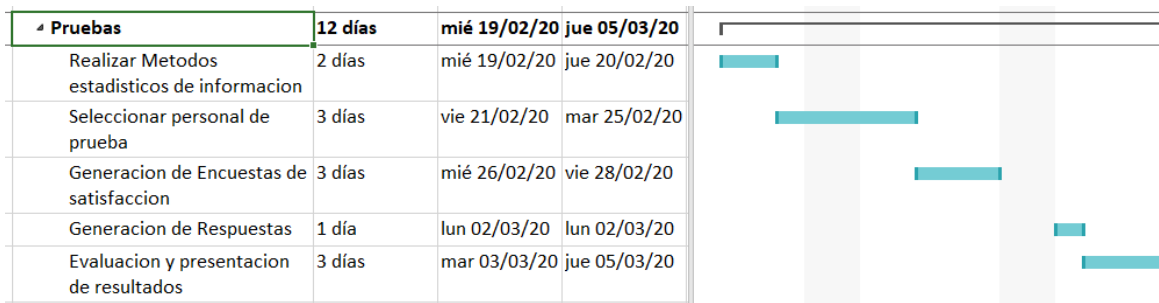 Pruebas 12 días mié 19/02/20 jue 05/03/20
Realizar Metodos 2 días mié 19/02/20 jue 20/02/20
estadisticos de informacion
Seleccionar personal de 3 días vie 21/02/20 mar 25/02/20
prueba
Generacion de Encuestas de 3 días mié 26/02/20 vie 28/02/20
satisfaccion
Generacion de Respuestas 1 día lun 02/03/20 lun 02/03/20
Evaluacion y presentacion 3 días mar 03/03/20 jue 05/03/20
de resultados